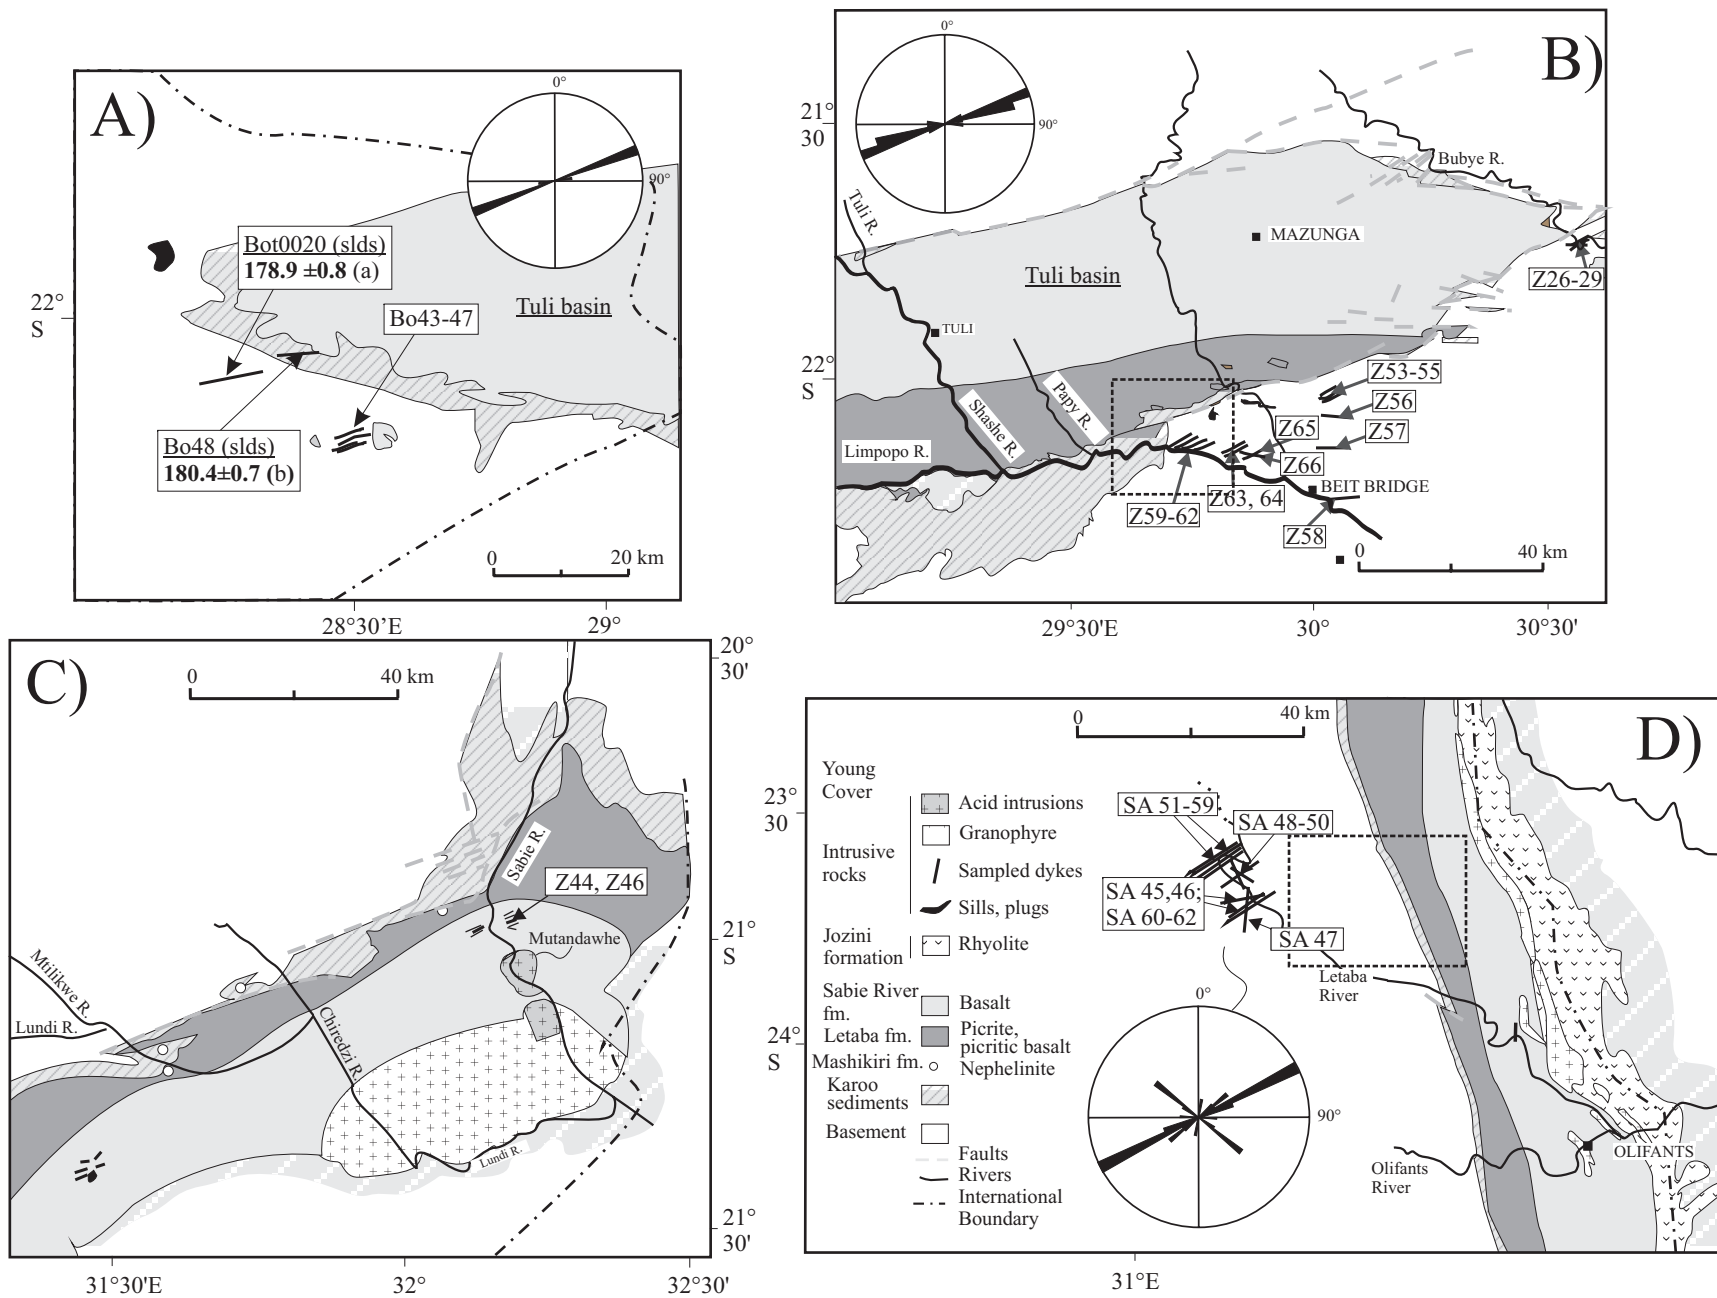 A)
0°
90°
Bot0020 (slds)
178.9 ±0.8 (a)
Bo43-47
Tuli basin
22°
S
Bo48 (slds)
180.4±0.7 (b)
0
20 km
28°30’E
29°
B)
0°
90°
21°
30
Bubye R.
Tuli R.
MAZUNGA
Tuli basin
Z26-29
TULI
22°
S
Z53-55
Z56
Z57
Z65
Z66
Papy R.
Shashe R.
Limpopo R.
BEIT BRIDGE
Z63, 64
Z59-62
Z58
0
40 km
29°30'E
30°
30°30'
C)
0
40 km
20°
30'
Sabie R.
Z44, Z46
Mutandawhe
21°
S
Mtilikwe R.
Lundi R.
Chiredzi R.
Lundi R.
21°
30'
31°30'E
32°
32°30'
D)
0
40 km
23°
30
SA 51-59
SA 48-50
SA 45,46;
SA 60-62
SA 47
Letaba
River
24°
S
0°
90°
Olifants
River
OLIFANTS
31°E
Young
Cover
Acid intrusions
Granophyre
Intrusive
rocks
Sampled dykes
Sills, plugs
Jozini
formation
Rhyolite
Sabie River
fm.
Basalt
Letaba fm.
Picrite,
picritic basalt
Mashikiri fm.
Nephelinite
Karoo
sediments
Basement
Faults
Rivers
International
Boundary